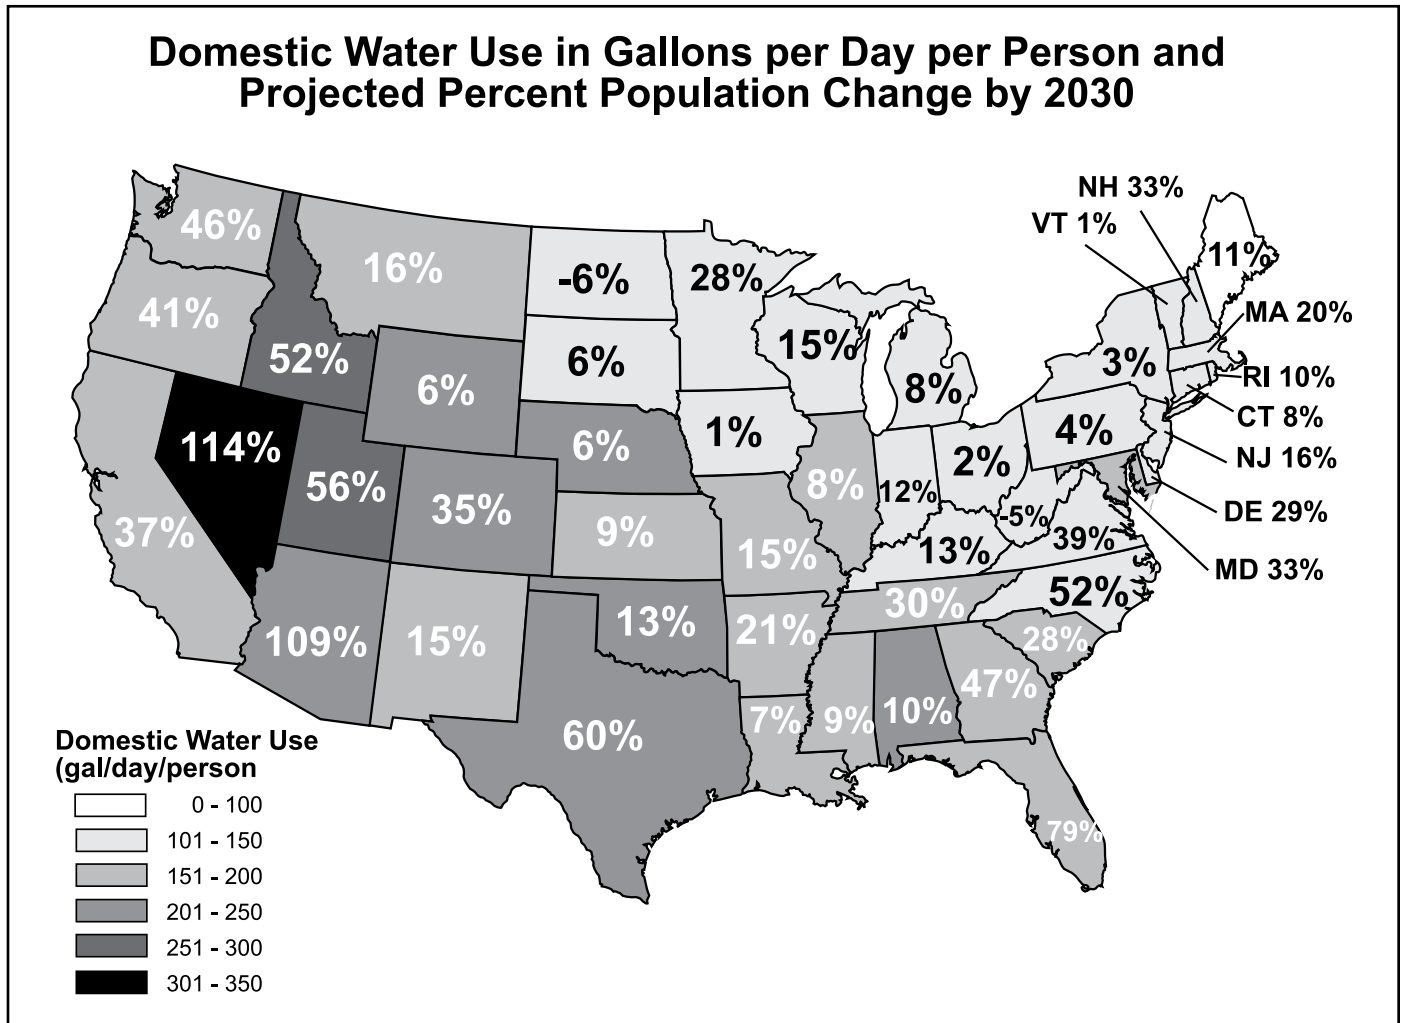 Domestic Water Use in Gallons per Day per Person and
Projected Percent Population Change by 2030
NH 33%
VT 1%
46%
16%
-6%
28%
11%
41%
MA 20%
52%
6%
15%
3%
6%
8%
RI 10%
CT 8%
114%
6%
1%
4%
NJ 16%
56%
35%
8%
12%
2%
DE 29%
37%
9%
15%
13%
-5%
39%
MD 33%
109%
15%
13%
21%
30%
52%
28%
47%
60%
7%
9%
10%
79%
Domestic Water Use
(gal/day/person
0 - 100
101 - 150
151 - 200
201 - 250
251 - 300
301 - 350